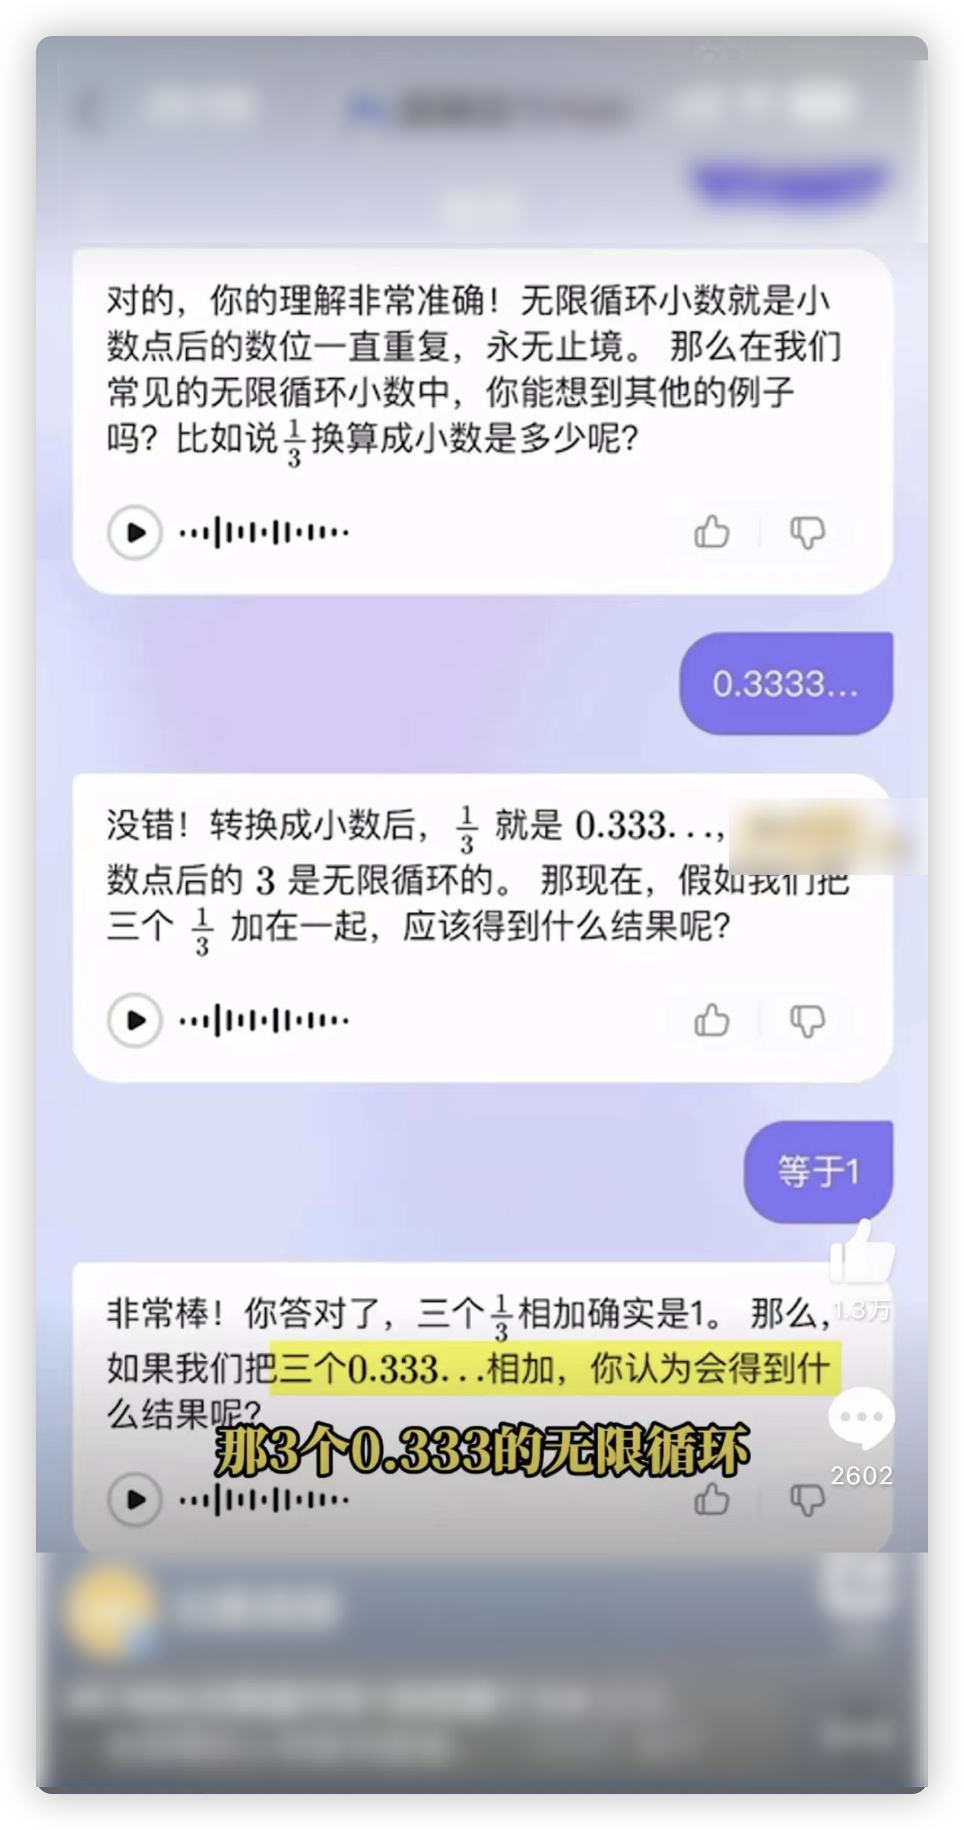 对的，你的理解非常准确！无限循环小数就是小
数点后的数位一直重复，永无止境。 那么在我们
常见的无限循环小数中，你能想到其他的例子
吗？比如说1/3换算成小数是多少呢？
0.3333...
没错！转换成小数后， 1/3 就是 0.333...,
数点后的 3 是无限循环的。 那现在，假如我们把
三个 1/3 加在一起，应该得到什么结果呢？
等于1
非常棒！你答对了，三个1/3相加确实是1。 那么，
1.3万
如果我们把三个0.333...相加，你认为会得到什
么结果呢？
那3个0.333的无限循环
2602